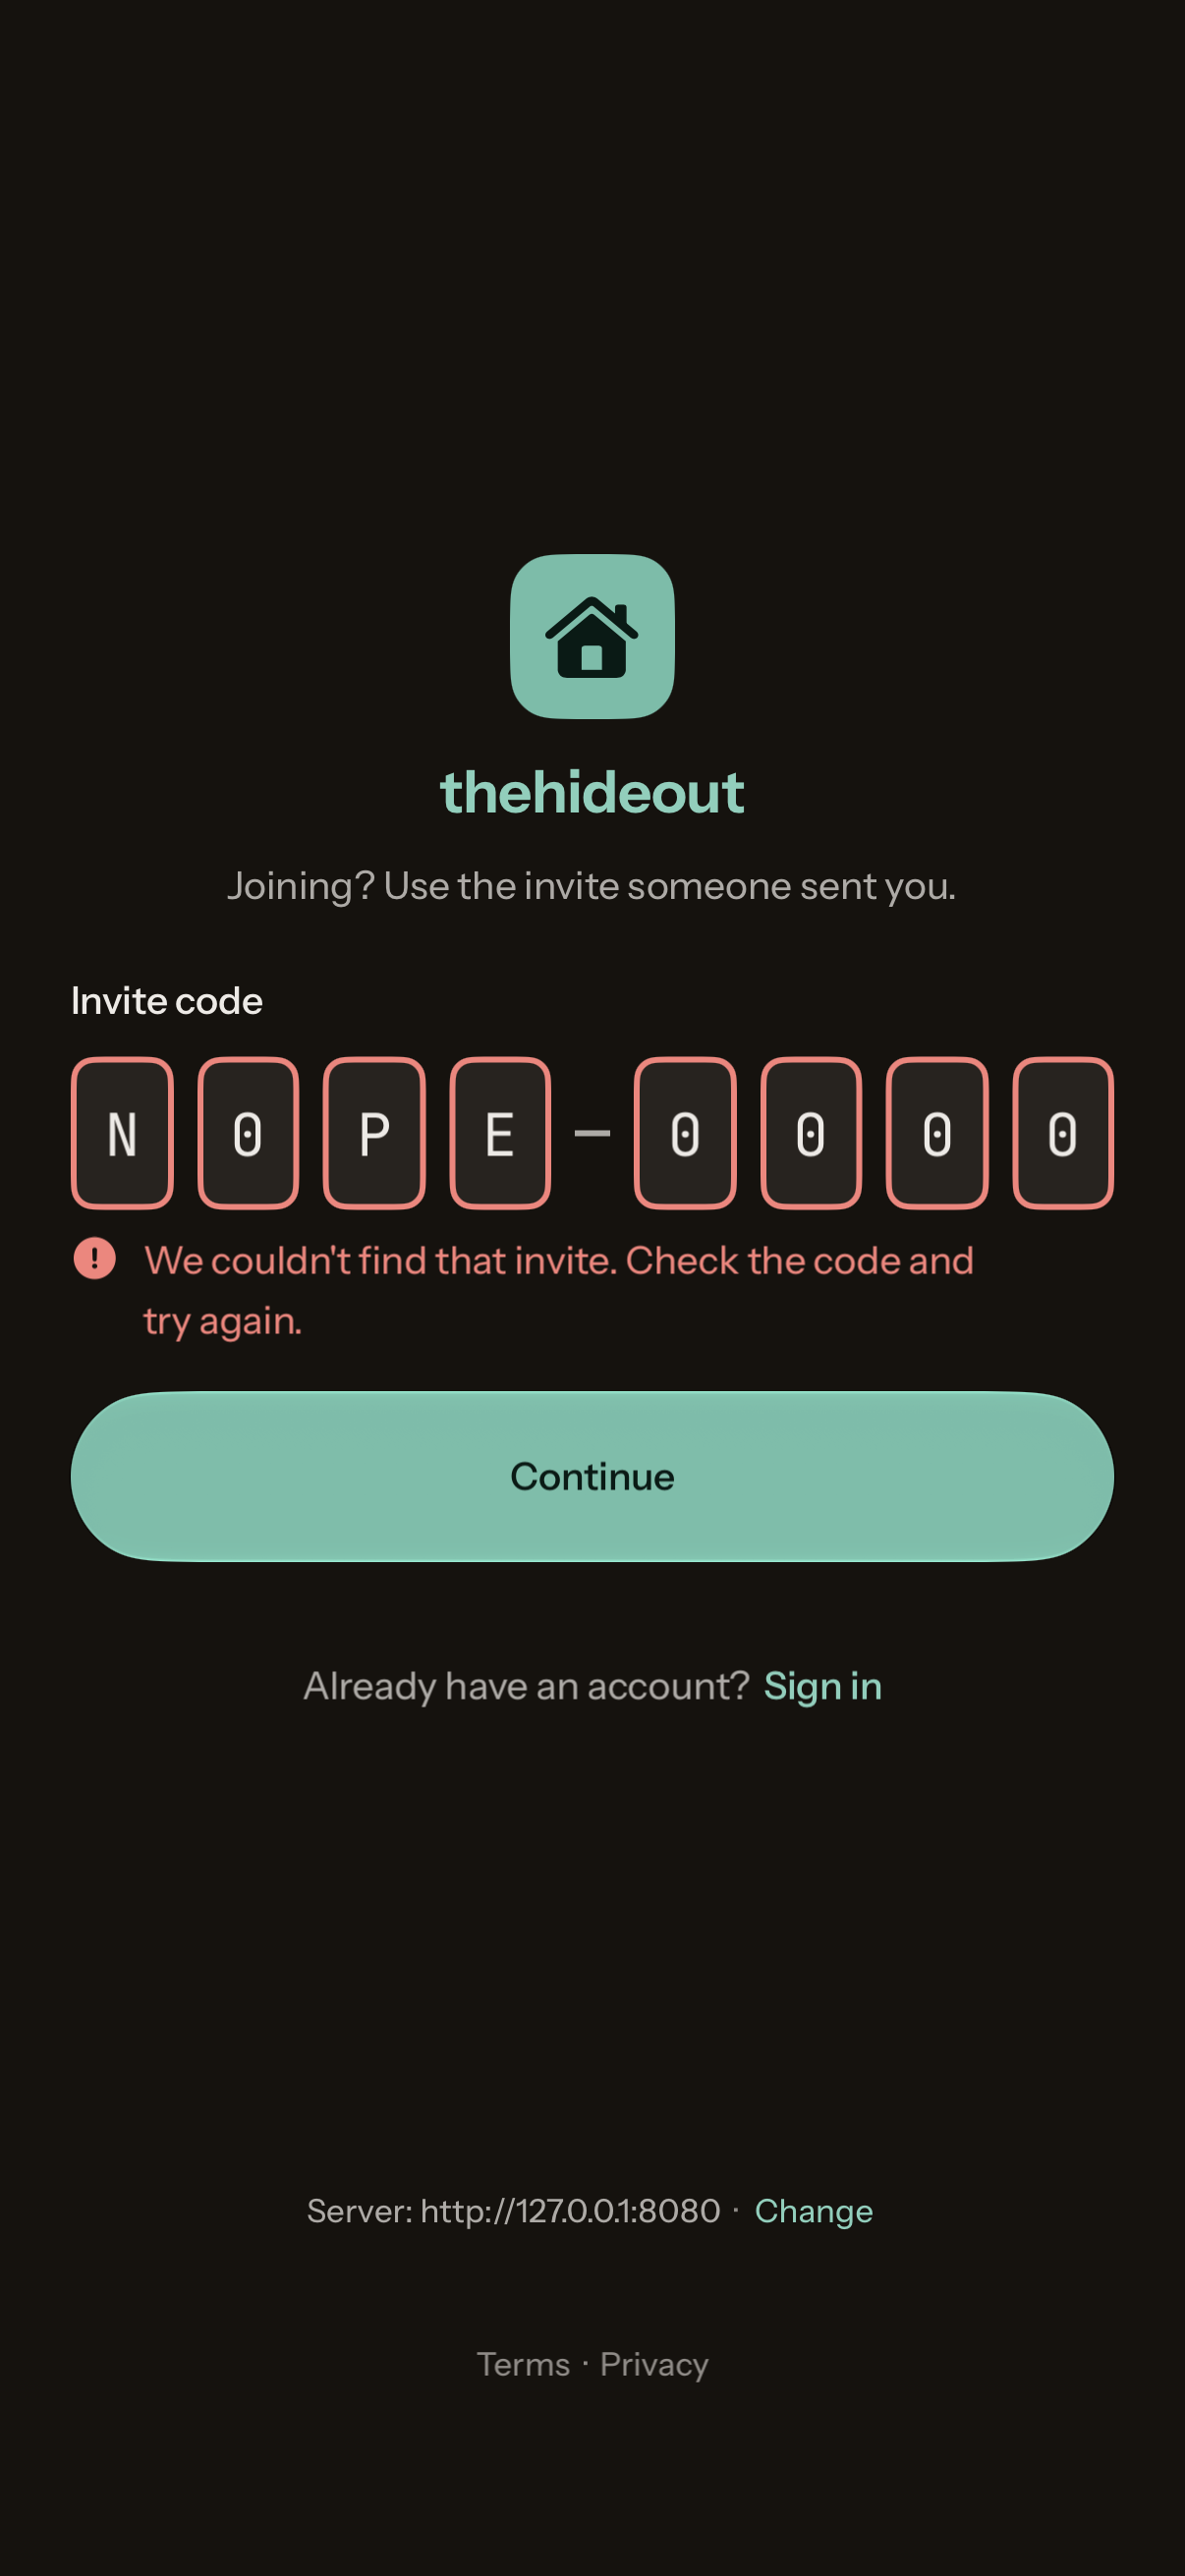 thehideout
Joining? Use the invite someone sent you.
Invite code
N0PE–0000
We couldn't find that invite. Check the code and
try again.
Continue
Already have an account? Sign in
Server: http://127.0.0.1:8080 · Change
Terms · Privacy